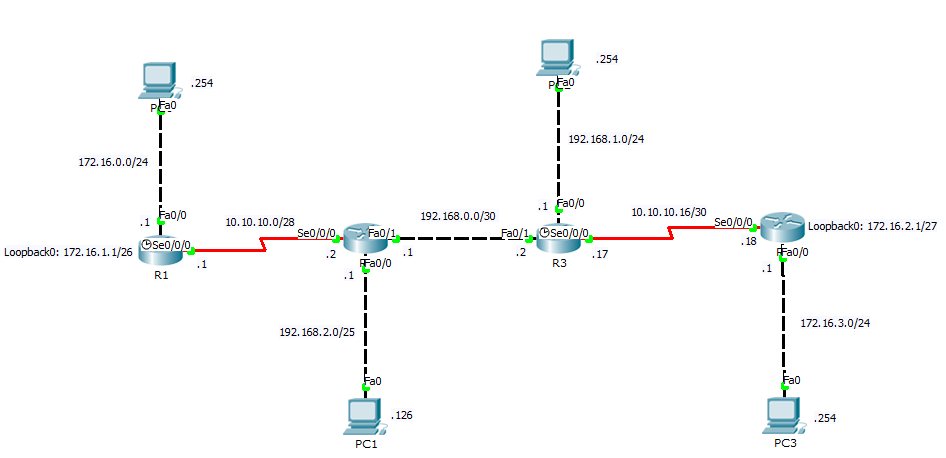 .254
Fa0
172.16.0.0/24
.1
Fa0/0
Loopback0: 172.16.1.1/26
Se0/0/0
R1
.1
10.10.10.0/28
Se0/0/0
.2
Fa0/1
.1
.1
Fa0/0
192.168.2.0/25
Fa0
.126
PC1
192.168.0.0/30
.254
Fa0
192.168.1.0/24
.1
Fa0/0
Fa0/1
.2
Se0/0/0
R3
.17
10.10.10.16/30
Se0/0/0
.18
Loopback0: 172.16.2.1/27
Fa0/0
.1
172.16.3.0/24
Fa0
.254
PC3